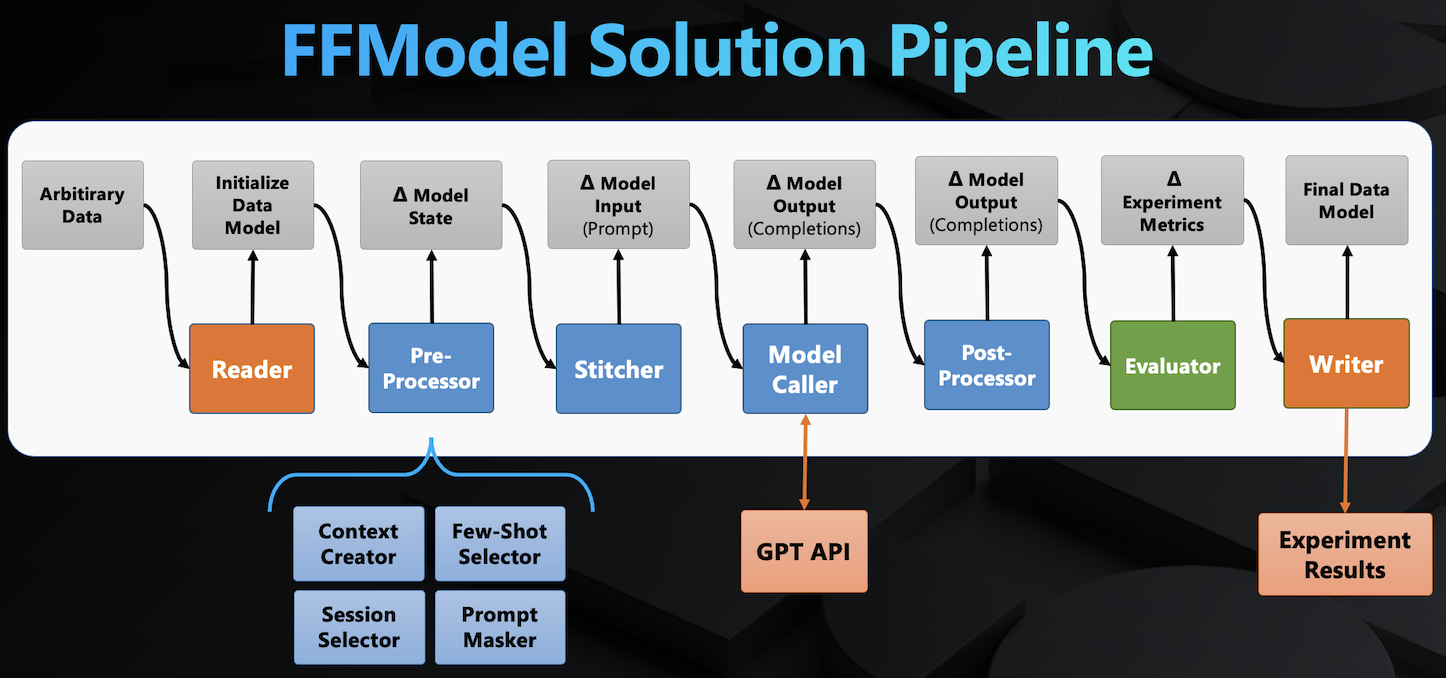 FFModel Solution Pipeline
Arbitirary
Data
Initialize
Data
Model
Δ Model
State
Δ Model
Input
(Prompt)
Δ Model
Output
(Completions)
Δ Model
Output
(Completions)
Δ
Experiment
Metrics
Final Data
Model
Reader
Pre-
Processor
Stitcher
Model
Caller
Post-
Processor
Evaluator
Writer
Context
Creator
Few-Shot
Selector
Session
Selector
Prompt
Masker
GPT API
Experiment
Results